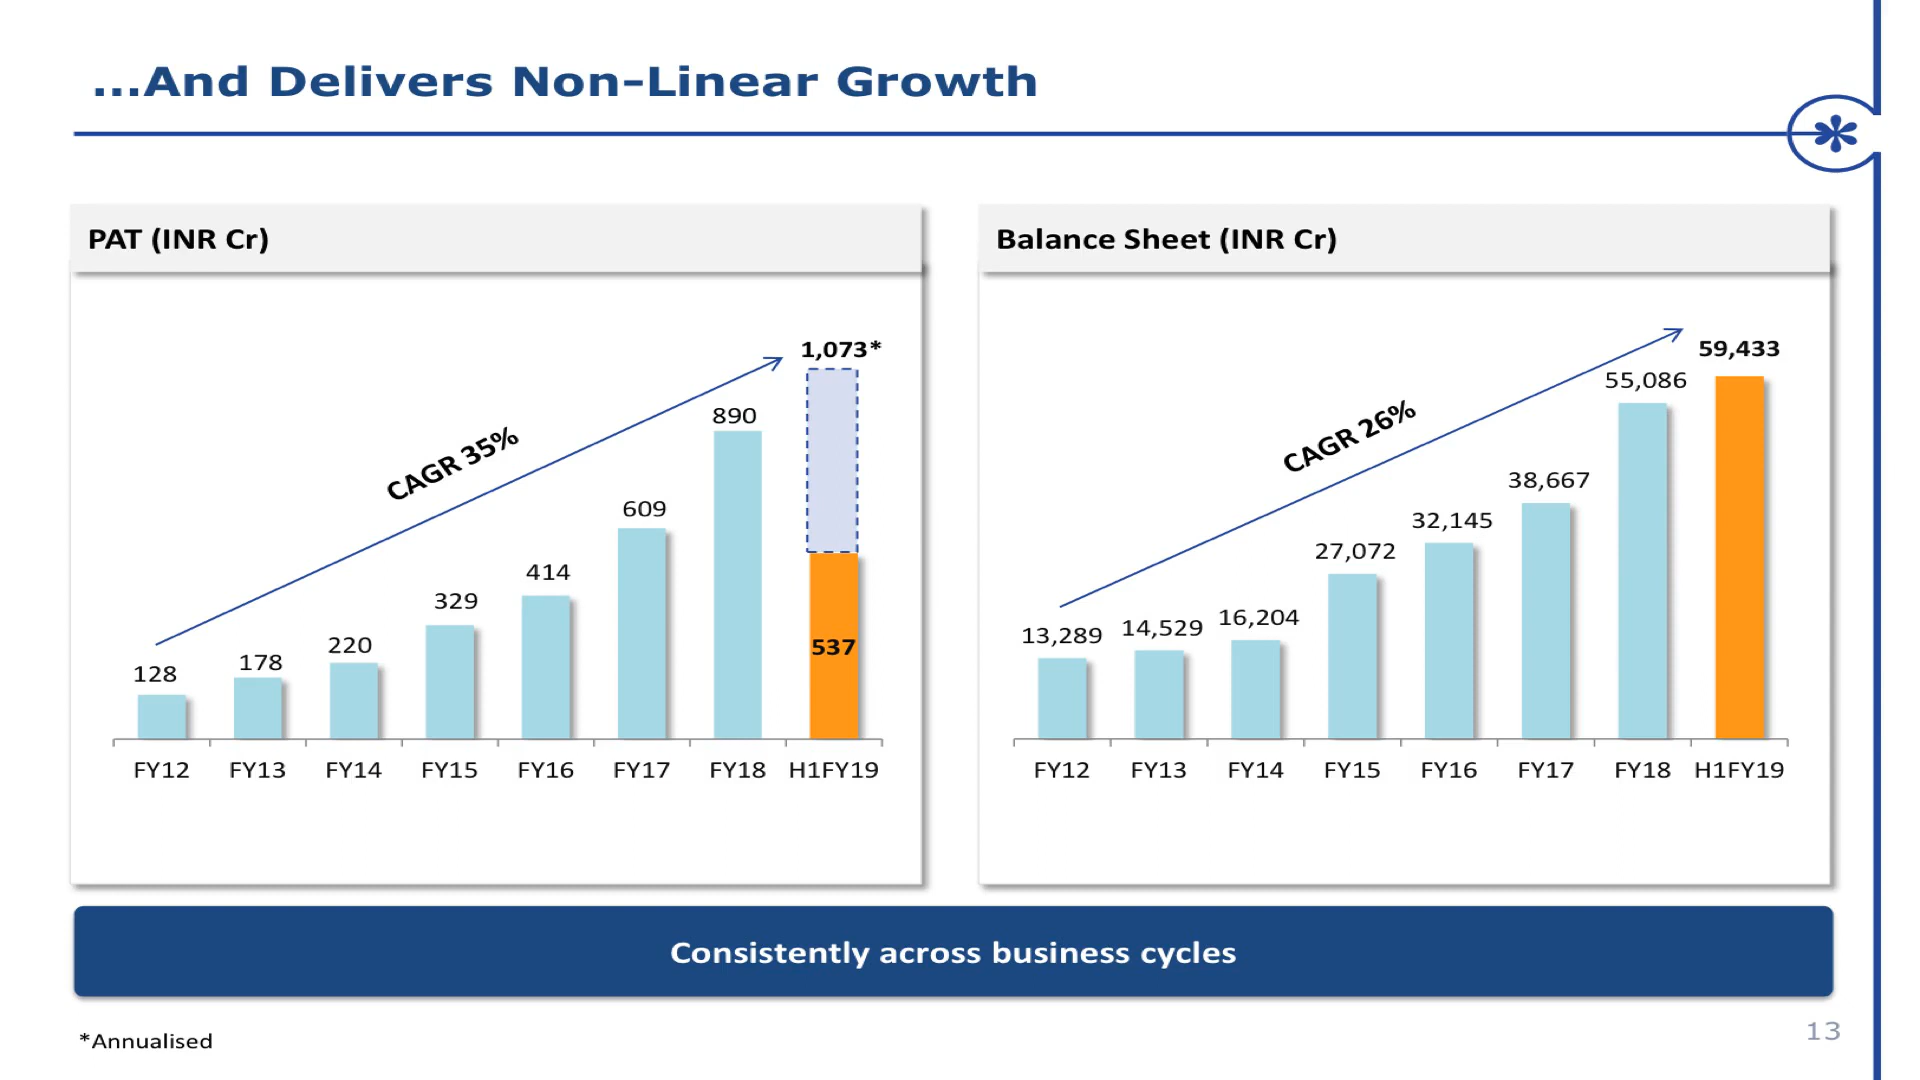 ...And Delivers Non-Linear Growth
PAT (INR Cr)
CAGR 35%
128
178
220
329
414
609
890
1,073*
537
FY12 FY13 FY14 FY15 FY16 FY17 FY18 H1FY19
Balance Sheet (INR Cr)
CAGR 26%
13,289
14,529
16,204
27,072
32,145
38,667
55,086
59,433
FY12 FY13 FY14 FY15 FY16 FY17 FY18 H1FY19
Consistently across business cycles
*Annualised
13